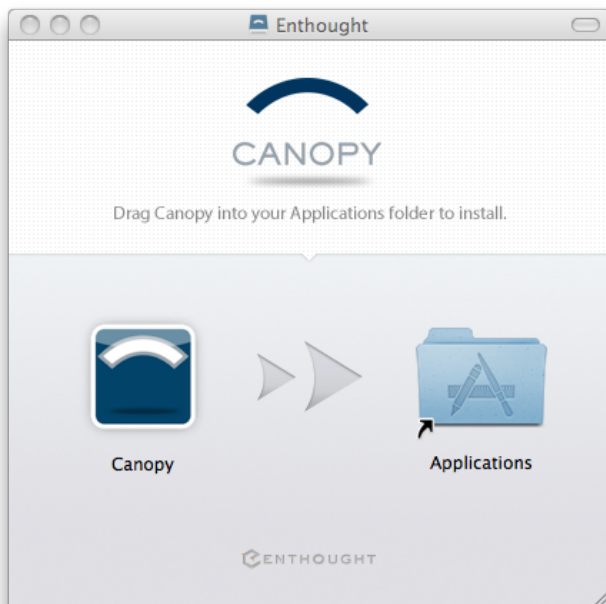 Enthought
CANOPY
Drag Canopy into your Applications folder to install.
Canopy
Applications
ENTHOUGHT